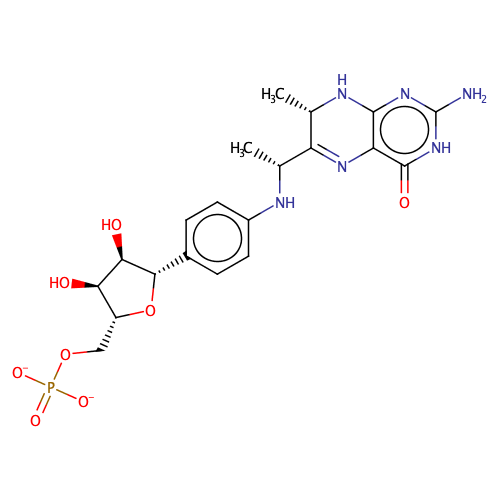 H
H₃C N N NH₂
H₃C N NH
NH O
HO
HO
O
O
O⁻ P O⁻
O